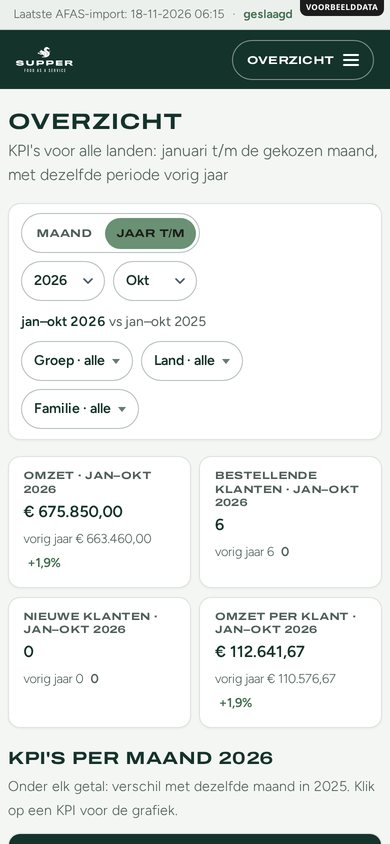 Laatste AFAS-import: 18-11-2026 06:15 · geslaagd
VOORBEELDDATA
SUPPER
FOOD AS A SERVICE
OVERZICHT
OVERZICHT
KPI's voor alle landen: januari t/m de gekozen maand,
met dezelfde periode vorig jaar
MAAND JAAR T/M
2026 Okt
jan–okt 2026 vs jan–okt 2025
Groep · alle Land · alle
Familie · alle
OMZET · JAN–OKT
2026
€ 675.850,00
vorig jaar € 663.460,00
+1,9%
BESTELLENDE
KLANTEN · JAN–OKT
2026
6
vorig jaar 6 0
NIEUWE KLANTEN ·
JAN–OKT 2026
0
vorig jaar 0 0
OMZET PER KLANT ·
JAN–OKT 2026
€ 112.641,67
vorig jaar € 110.576,67
+1,9%
KPI'S PER MAAND 2026
Onder elk getal: verschil met dezelfde maand in 2025. Klik
op een KPI voor de grafiek.